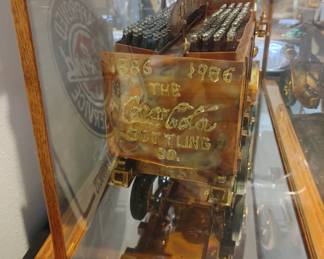 1886 1986
THE
Coca-Cola
BOTTLING
CO.